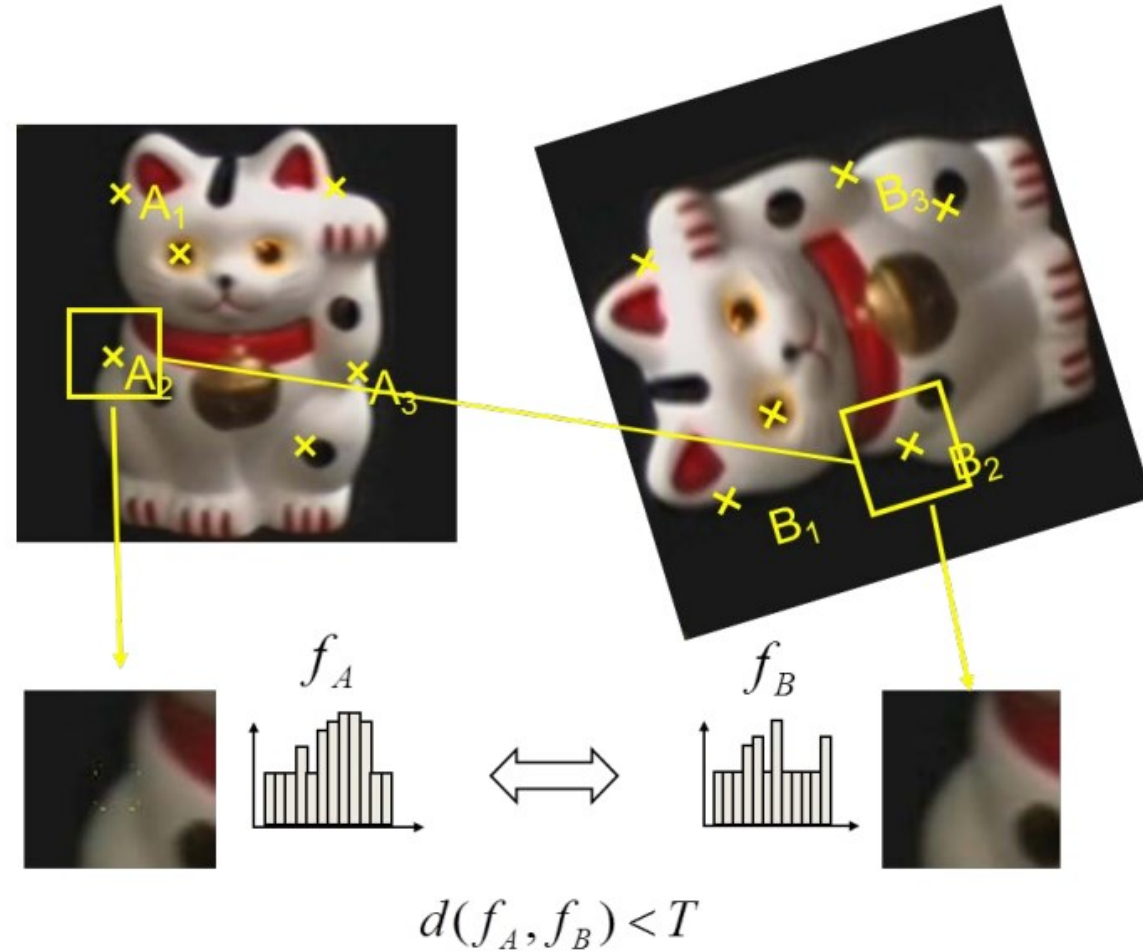 A₁
B₃
A₂
A₃
B₂
B₁
f_A
f_B
d(f_A, f_B) < T